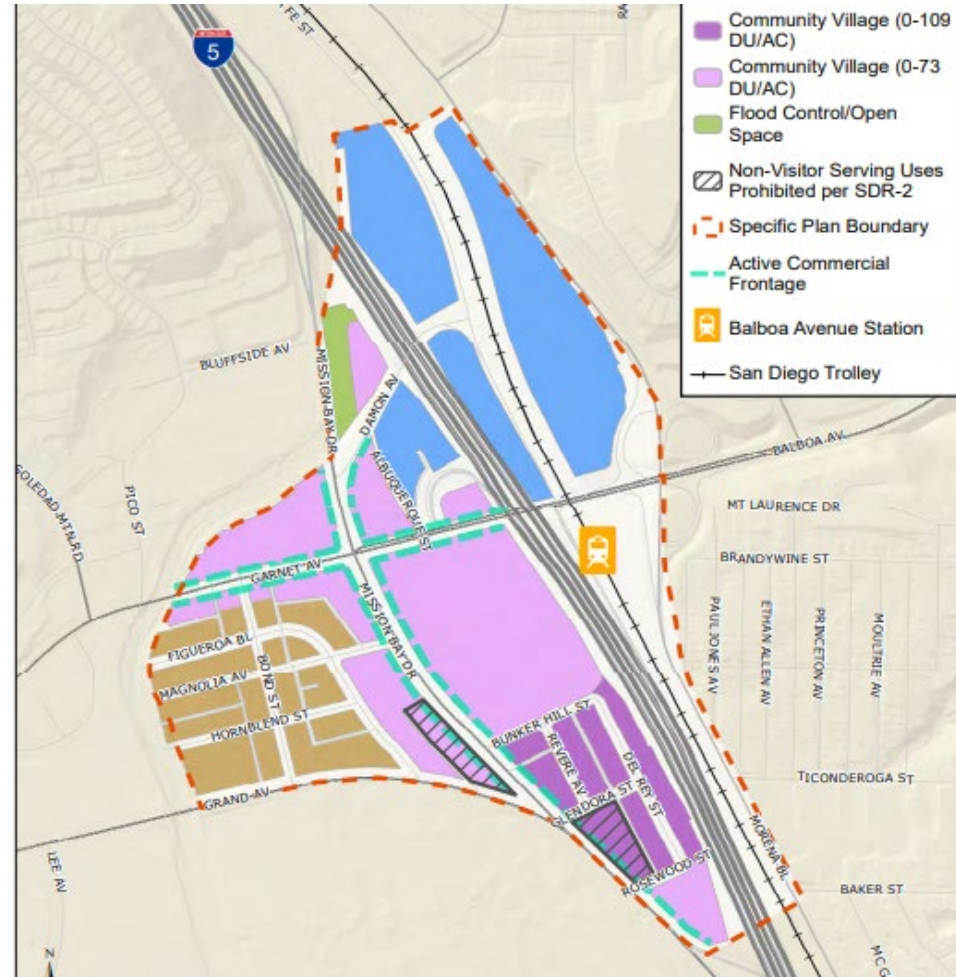 Community Village (0-109
DU/AC)
Community Village (0-73
DU/AC)
Flood Control/Open
Space
Non-Visitor Serving Uses
Prohibited per SDR-2
Specific Plan Boundary
Active Commercial
Frontage
Balboa Avenue Station
San Diego Trolley
5
FE ST
BLUFFSIDE AV
MISSION BAY DR
DAMON AV
ALBUQUERQUE ST
BALBOA AV
SOLEDAD MTN RD
PICO ST
MT LAURENCE DR
BRANDYWINE ST
GARNET AV
MISSION BAY DR
PAUL JONES AV
ETHAN ALLEN AV
PRINCETON AV
MOULTRIE AV
FIGUEROA BL
BOND ST
MAGNOLIA AV
HORNBLEND ST
BUNKER HILL ST
REVERE AV
DEL REY ST
GLENDORA ST
TICONDEROGA ST
GRAND AV
ROSEWOOD ST
MORENA BL
LEE AV
BAKER ST
MCG
N